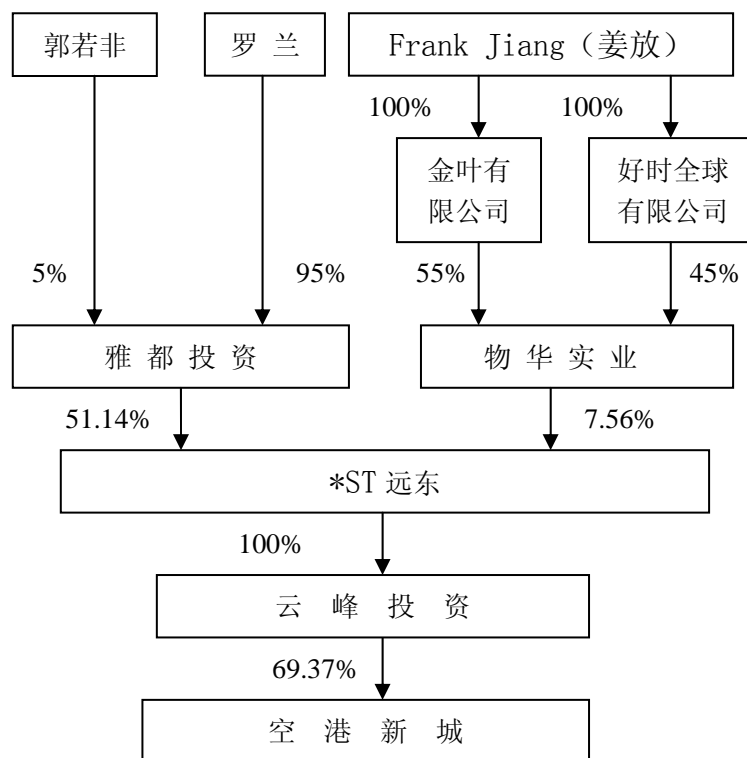 郭若非
罗 兰
Frank Jiang（姜放）
100%
100%
金叶有
限公司
好时全球
有限公司
5%
95%
55%
45%
雅 都 投 资
物 华 实 业
51.14%
7.56%
*ST 远东
100%
云 峰 投 资
69.37%
空 港 新 城